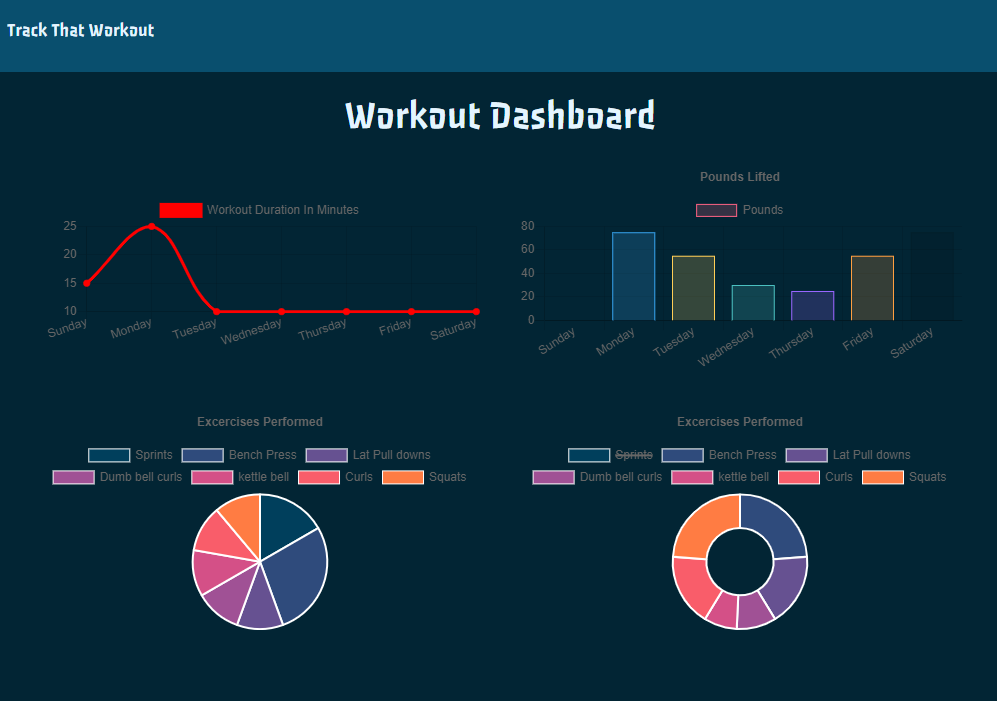 Track That Workout
Workout Dashboard
Workout Duration In Minutes
25
20
15
10
Sunday Monday Tuesday Wednesday Thursday Friday Saturday
Pounds Lifted
Pounds
80
60
40
20
0
Sunday Monday Tuesday Wednesday Thursday Friday Saturday
Excercises Performed
Sprints Bench Press Lat Pull downs
Dumb bell curls kettle bell Curls Squats
Excercises Performed
Sprints Bench Press Lat Pull downs
Dumb bell curls kettle bell Curls Squats